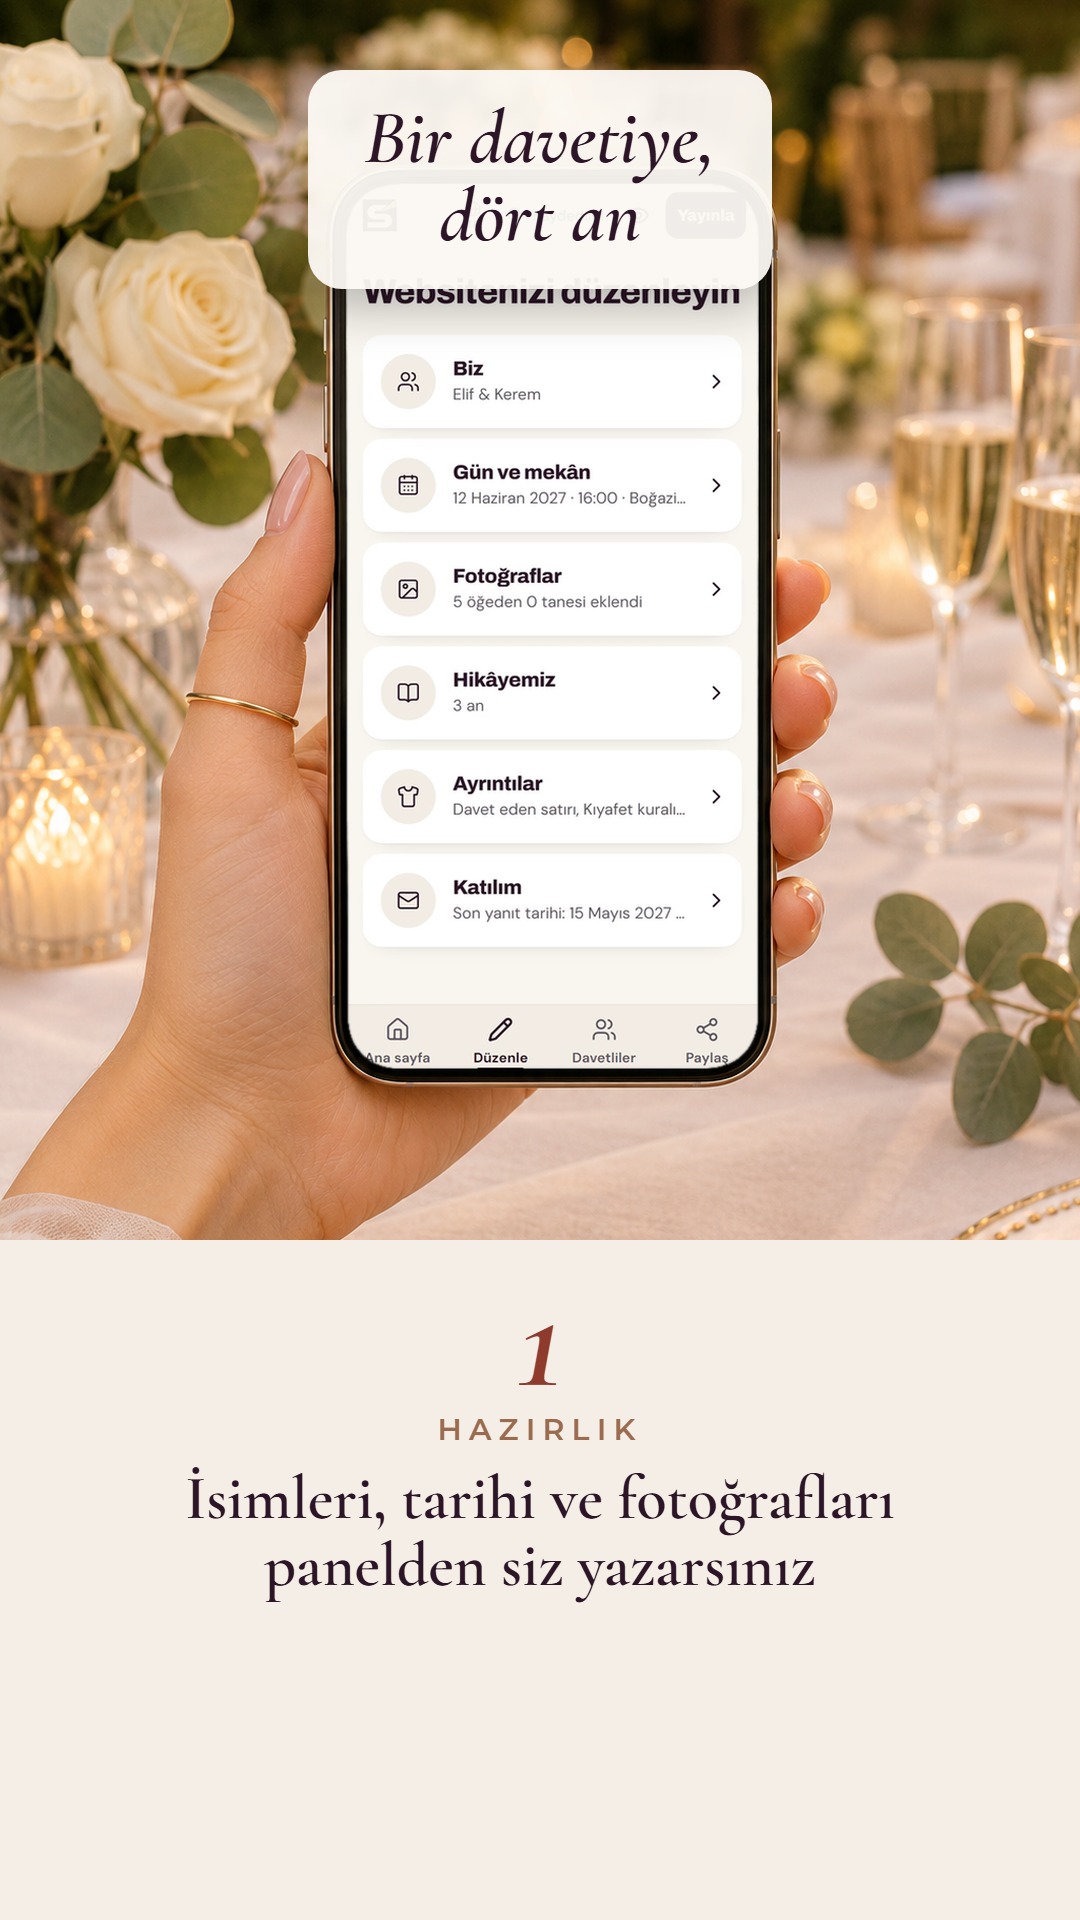 Bir davetiye,
dört an
Yayınla
Websitenizi düzenleyin
Biz
Elif & Kerem
Gün ve mekân
12 Haziran 2027 · 16:00 · Boğazi...
Fotoğraflar
5 öğeden 0 tanesi eklendi
Hikâyemiz
3 an
Ayrıntılar
Davet eden satırı, Kıyafet kuralı...
Katılım
Son yanıt tarihi: 15 Mayıs 2027 ...
Ana sayfa
Düzenle
Davetliler
Paylaş
1
HAZIRLIK
İsimleri, tarihi ve fotoğrafları
panelden siz yazarsınız